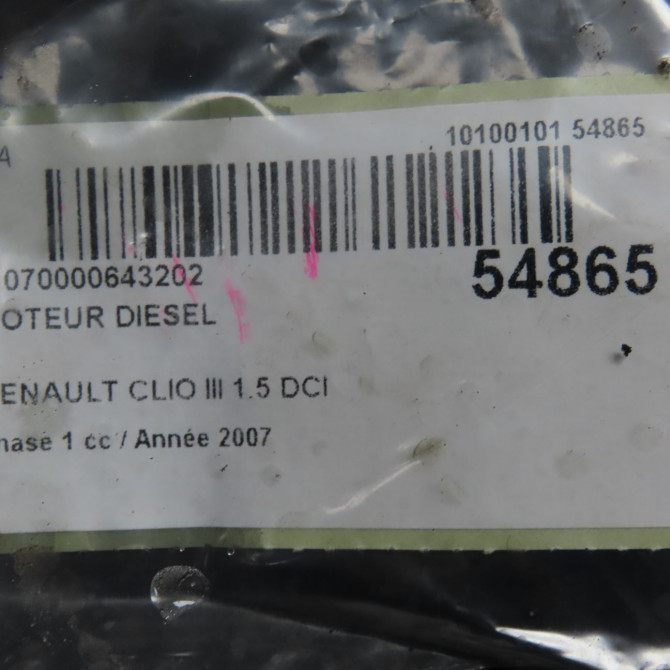 10100101 54865
A
070000643202
54865
OTEUR DIESEL
ENAULT CLIO III 1.5 DCI
hase 1 cc / Année 2007